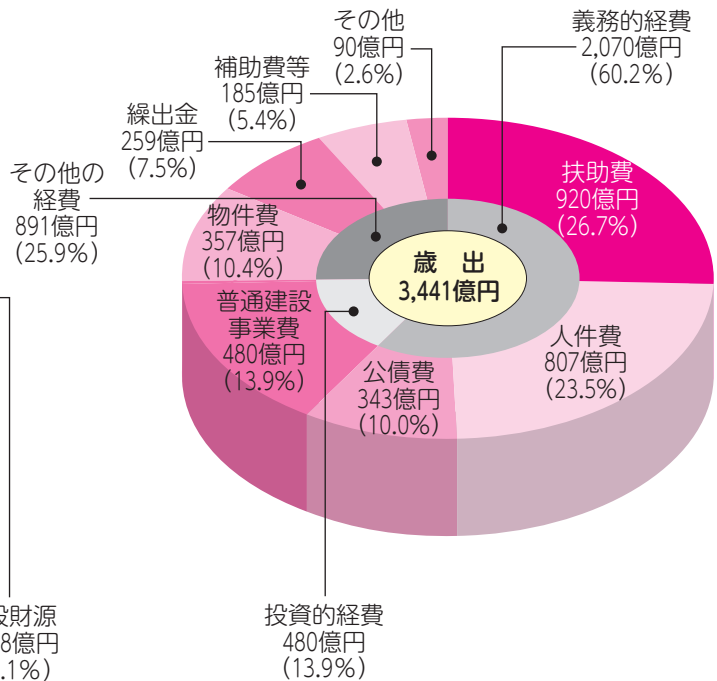 その他
90億円
(2.6%)
義務的経費
2,070億円
(60.2%)
補助費等
185億円
(5.4%)
繰出金
259億円
(7.5%)
その他の
経費
891億円
(25.9%)
物件費
357億円
(10.4%)
扶助費
920億円
(26.7%)
歳　出
3,441億円
普通建設
事業費
480億円
(13.9%)
公債費
343億円
(10.0%)
人件費
807億円
(23.5%)
財源
8億円
.1%)
投資的経費
480億円
(13.9%)